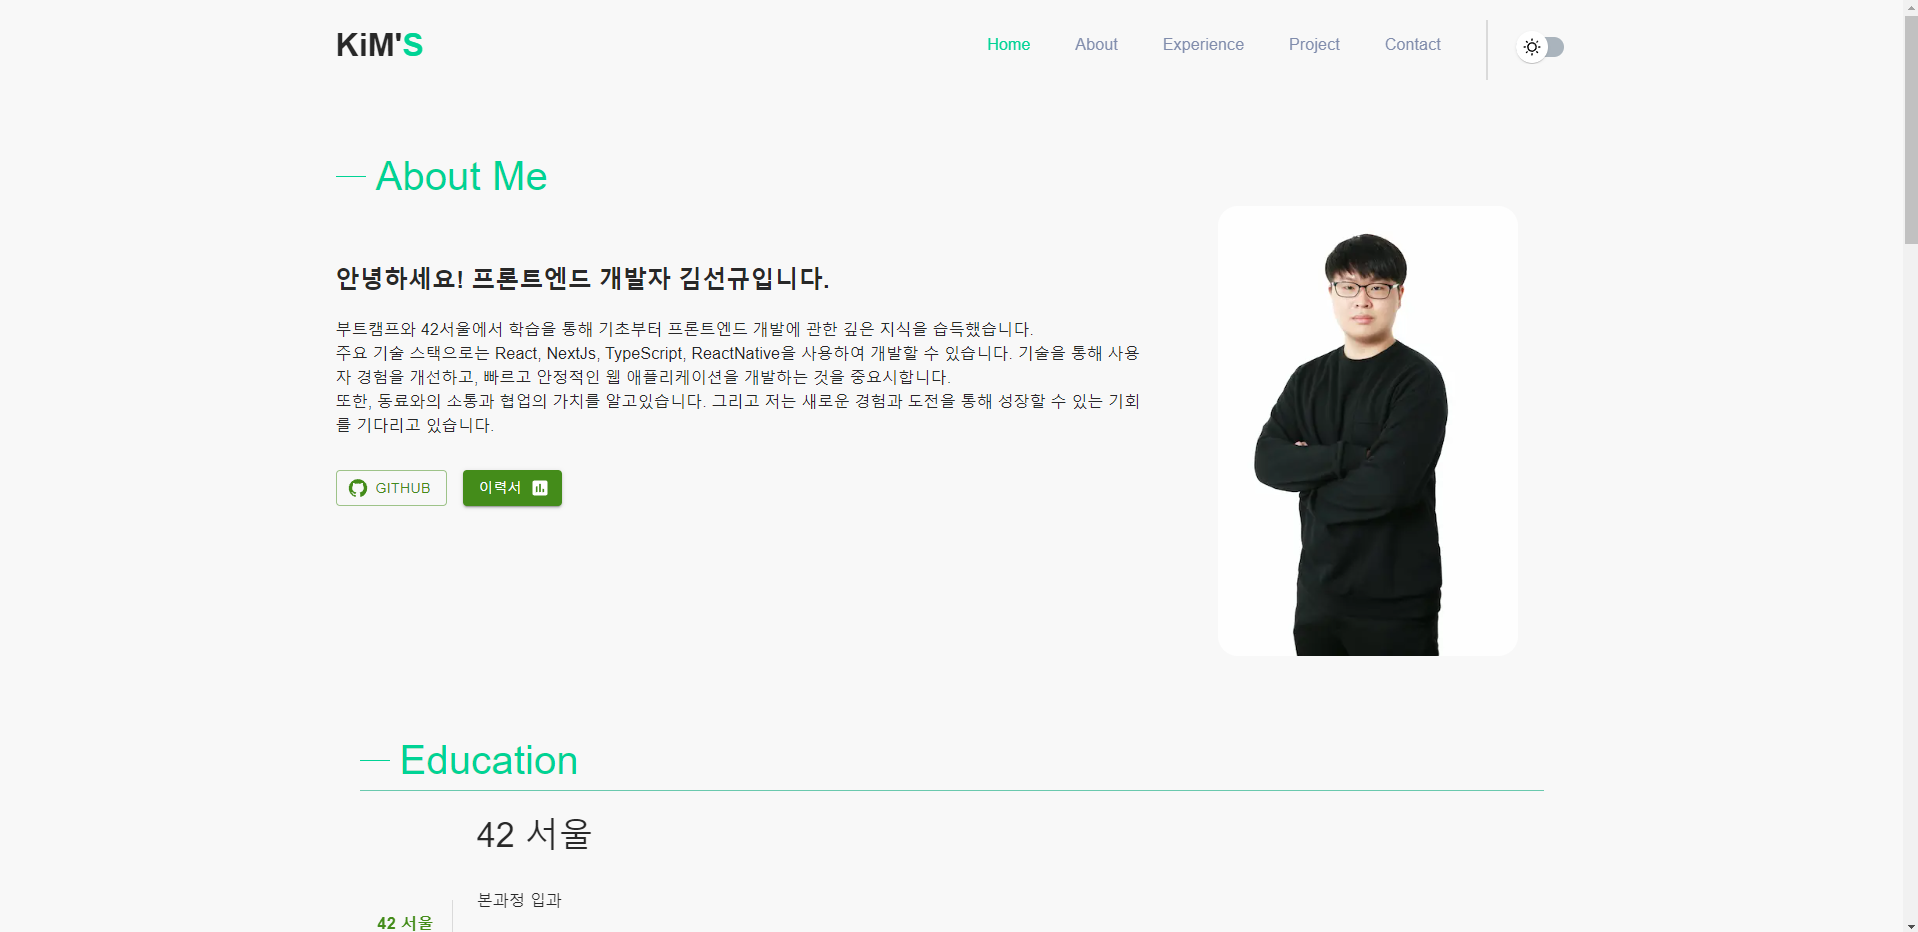 KiM'S
Home About Experience Project Contact
About Me
안녕하세요! 프론트엔드 개발자 김선규입니다.
부트캠프와 42서울에서 학습을 통해 기초부터 프론트엔드 개발에 관한 깊은 지식을 습득했습니다.
주요 기술 스택으로는 React, NextJs, TypeScript, ReactNative을 사용하여 개발할 수 있습니다. 기술을 통해 사용
자 경험을 개선하고, 빠르고 안정적인 웹 애플리케이션을 개발하는 것을 중요시합니다.
또한, 동료와의 소통과 협업의 가치를 알고있습니다. 그리고 저는 새로운 경험과 도전을 통해 성장할 수 있는 기회
를 기다리고 있습니다.
GITHUB 이력서
Education
42 서울
본과정 입과
42 서울